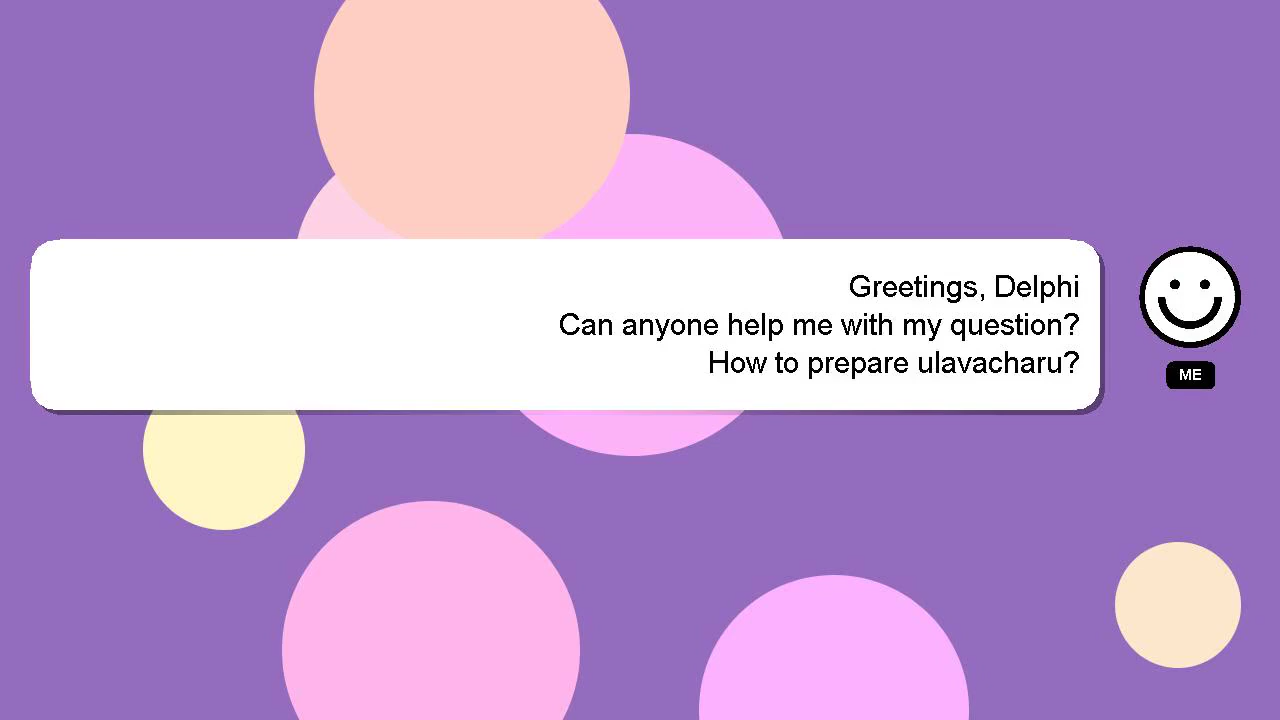 Greetings, Delphi
Can anyone help me with my question?
How to prepare ulavacharu?
ME